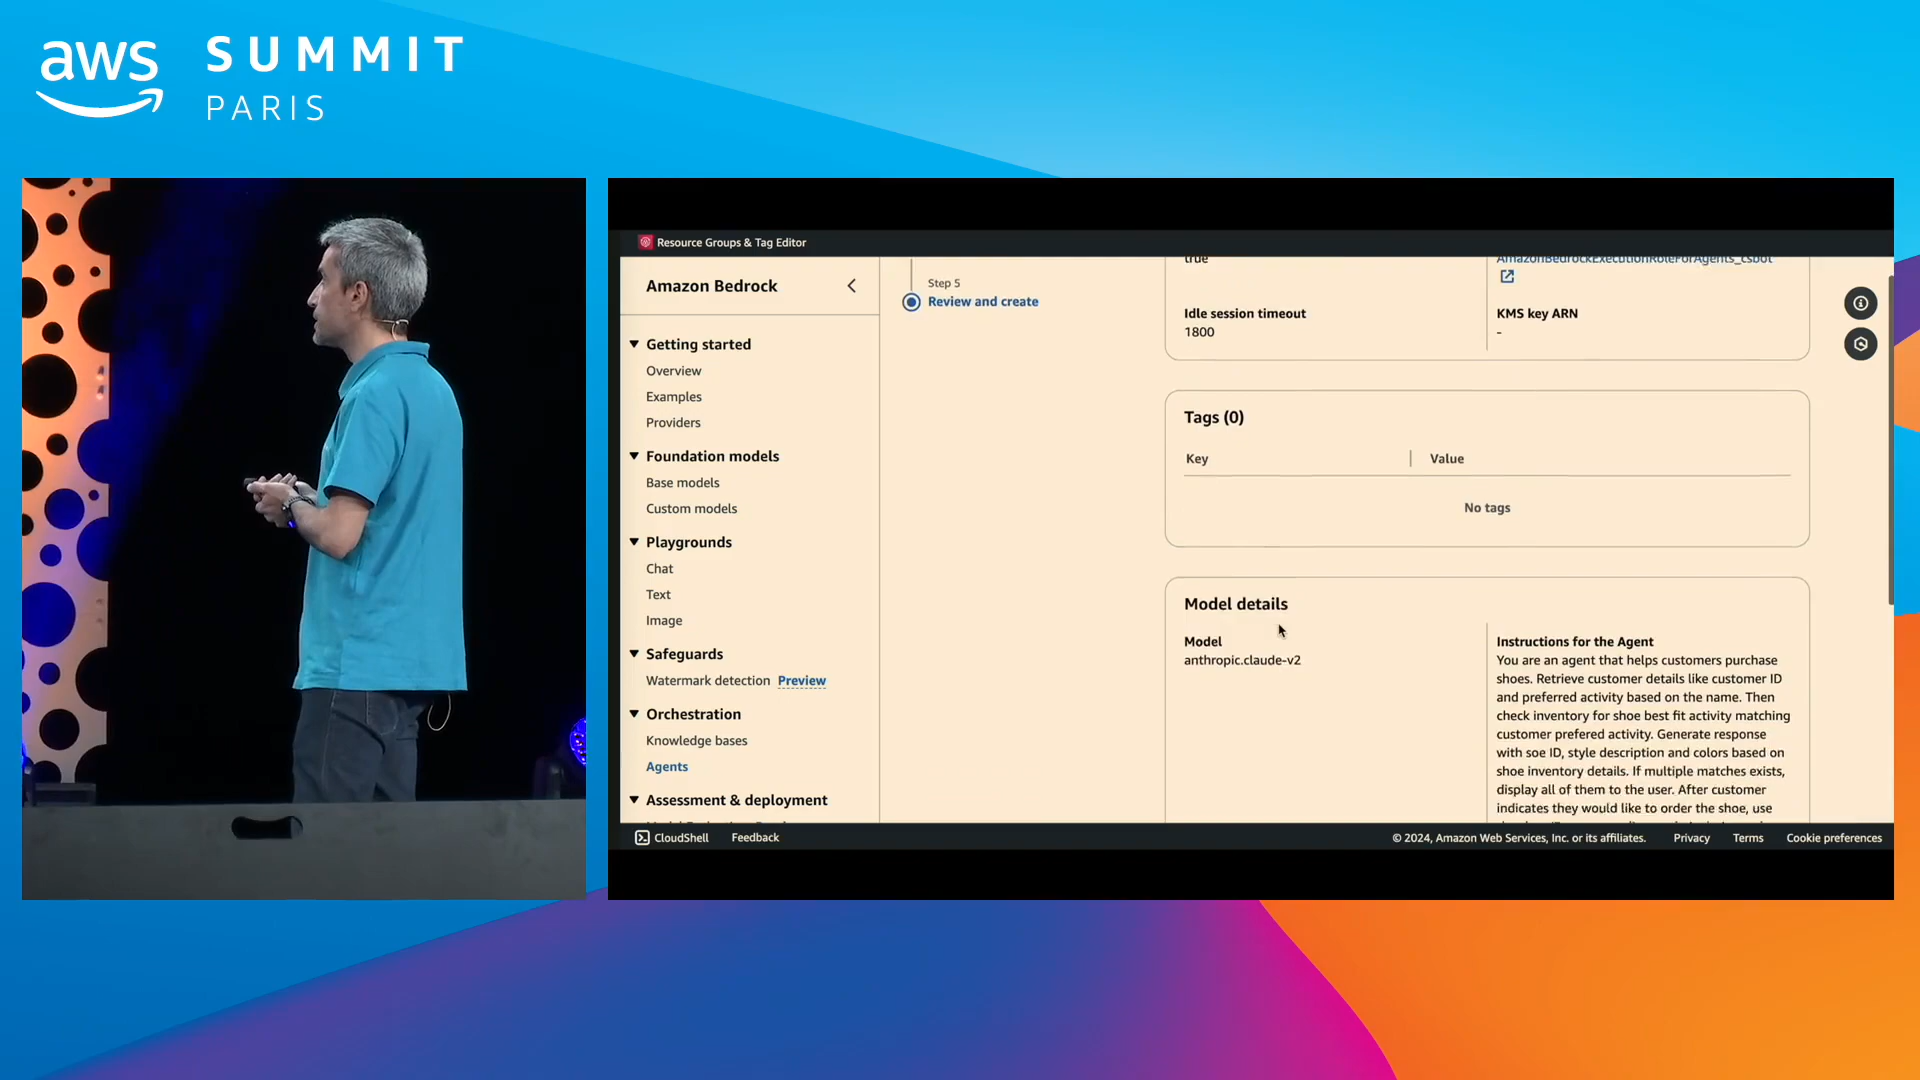 aws
SUMMIT
PARIS
Resource Groups & Tag Editor
Amazon Bedrock
Getting started
Overview
Examples
Providers
Foundation models
Base models
Custom models
Playgrounds
Chat
Text
Image
Safeguards
Watermark detection Preview
Orchestration
Knowledge bases
Agents
Assessment & deployment
Step 5
Review and create
true
AmazonBedrockExecutionRoleForAgents_csbot
Idle session timeout
1800
KMS key ARN
-
Tags (0)
Key
Value
No tags
Model details
Model
anthropic.claude-v2
Instructions for the Agent
You are an agent that helps customers purchase
shoes. Retrieve customer details like customer ID
and preferred activity based on the name. Then
check inventory for shoe best fit activity matching
customer prefered activity. Generate response
with soe ID, style description and colors based on
shoe inventory details. If multiple matches exists,
display all of them to the user. After customer
indicates they would like to order the shoe, use
CloudShell
Feedback
© 2024, Amazon Web Services, Inc. or its affiliates.
Privacy
Terms
Cookie preferences